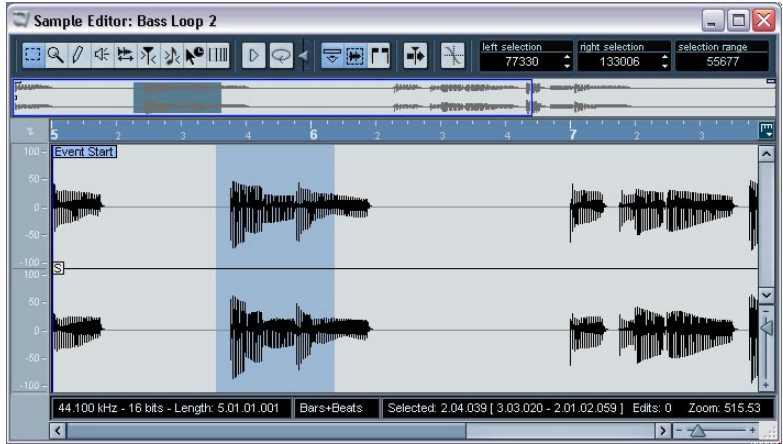 Sample Editor: Bass Loop 2
left selection
77330
right selection
133006
selection range
55677
%
5 2 3 4 6 2 3 4 7 2 3
Event Start
100
50
0
-50
-100
S
100
50
0
-50
-100
44.100 kHz - 16 bits - Length: 5.01.01.001
Bars+Beats
Selected: 2.04.039 [ 3.03.020 - 2.01.02.059 ]
Edits: 0
Zoom: 515.53